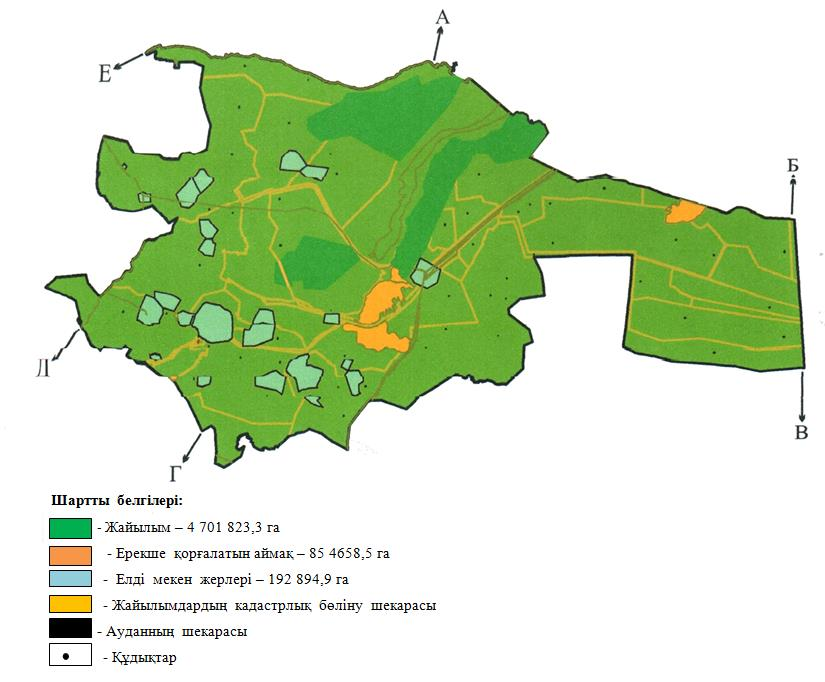 А
Е
Б
Д
В
Г
Шартты белгілері:
- Жайылым – 4 701 823,3 га
- Ерекше қорғалатын аймақ – 85 4658,5 га
- Елді мекен жерлері – 192 894,9 га
- Жайылымдардың кадастрлық бөліну шекарасы
- Ауданның шекарасы
- Құдықтар